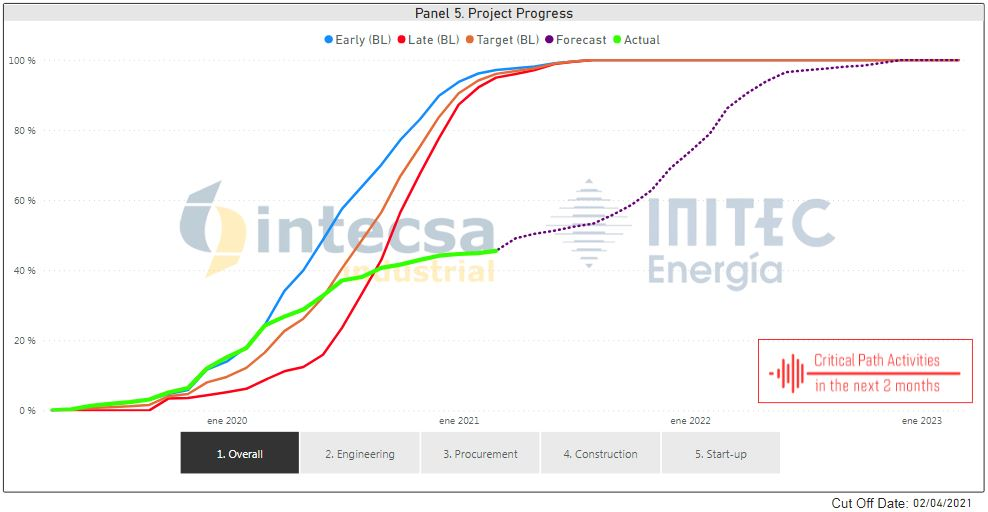 Panel 5. Project Progress
Early (BL) Late (BL) Target (BL) Forecast Actual
100 %
80 %
60 %
40 %
20 %
0 %
intecsa
industrial
INITEC
Energía
Critical Path Activities
in the next 2 months
ene 2020 ene 2021 ene 2022 ene 2023
1. Overall 2. Engineering 3. Procurement 4. Construction 5. Start-up
Cut Off Date: 02/04/2021